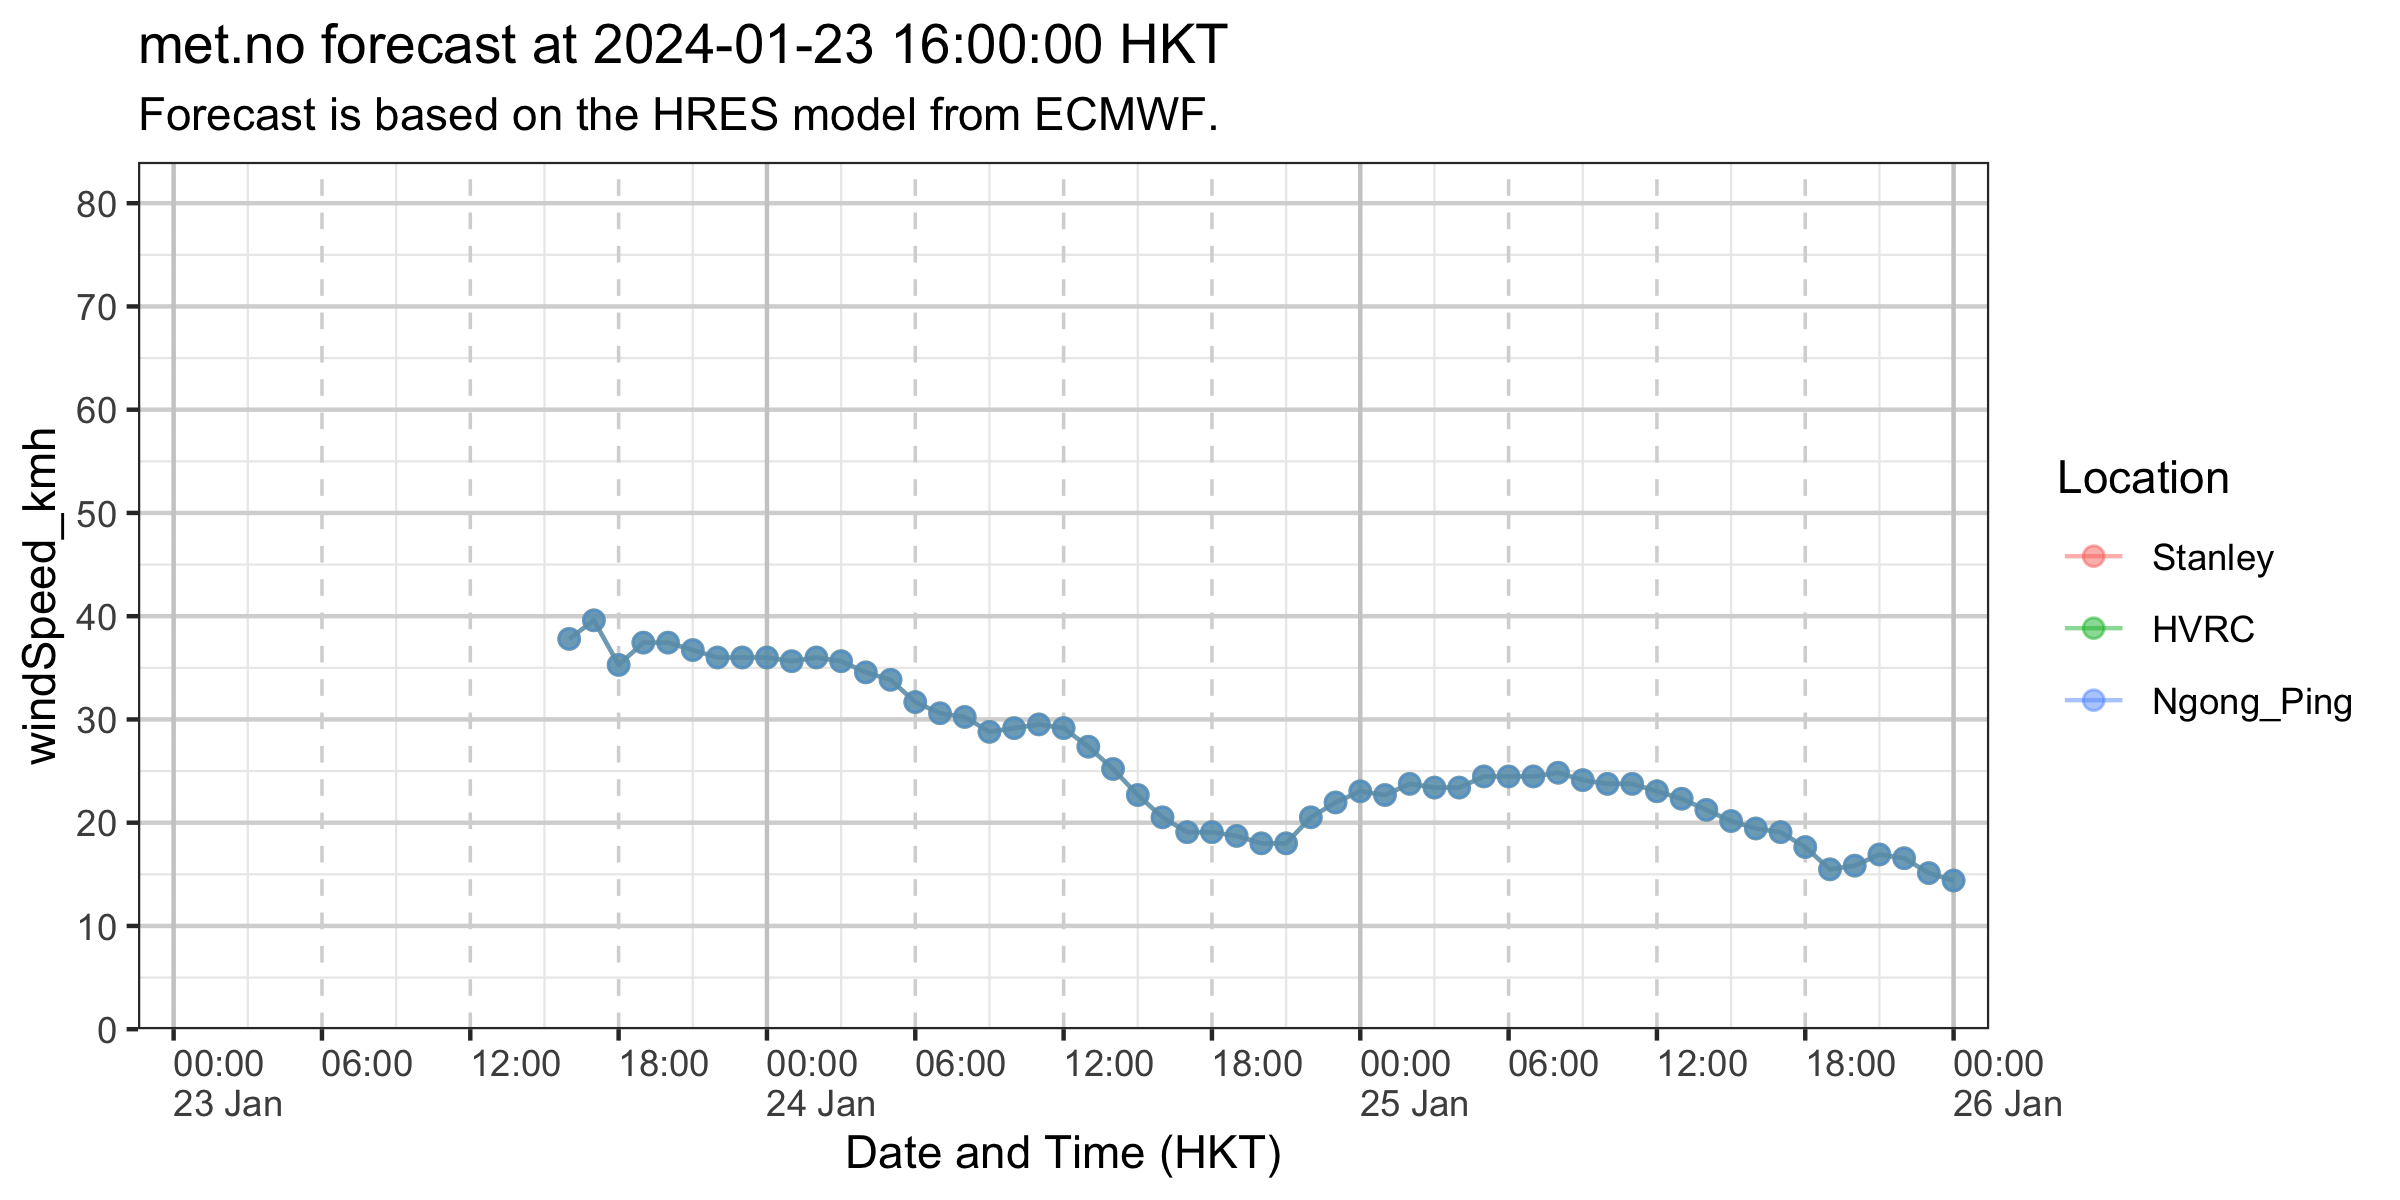 met.no forecast at 2024-01-23 16:00:00 HKT
Forecast is based on the HRES model from ECMWF.
windSpeed_kmh
80
70
60
50
40
30
20
10
0
00:00 06:00 12:00 18:00 00:00 06:00 12:00 18:00 00:00 06:00 12:00 18:00 00:00
23 Jan 24 Jan 25 Jan 26 Jan
Date and Time (HKT)
Location
Stanley
HVRC
Ngong_Ping